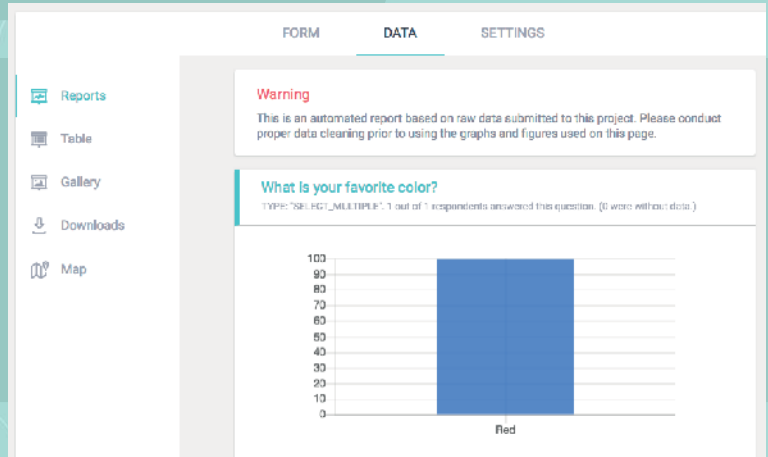 FORM DATA SETTINGS
Reports
Table
Gallery
Downloads
Map
Warning
This is an automated report based on raw data submitted to this project. Please conduct
proper data cleaning prior to using the graphs and figures used on this page.
What is your favorite color?
TYPE: "SELECT_MULTIPLE". 1 out of 1 respondents answered this question. (0 were without data.)
100
90
80
70
60
50
40
30
20
10
0
Red